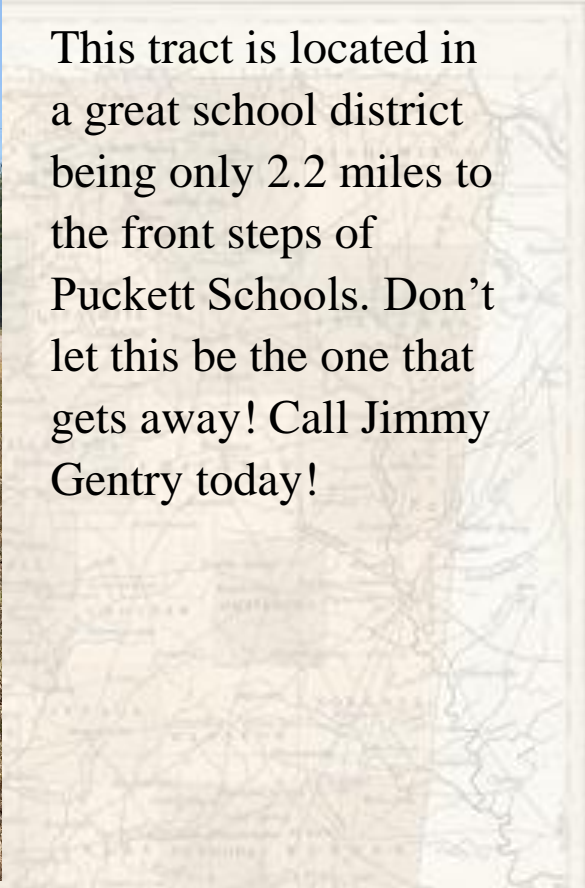 This tract is located in
a great school district
being only 2.2 miles to
the front steps of
Puckett Schools. Don’t
let this be the one that
gets away! Call Jimmy
Gentry today!